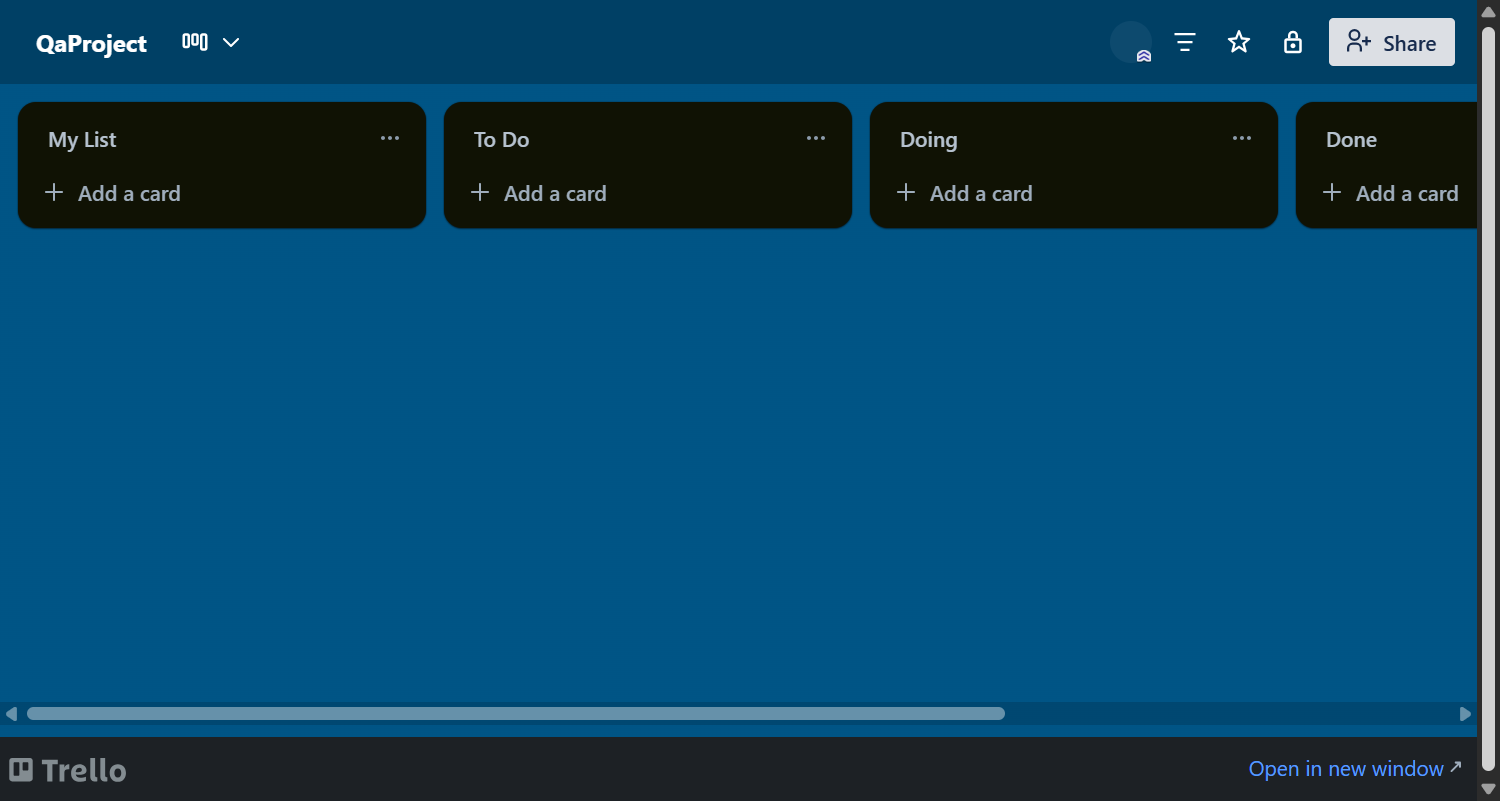 QaProject
Share
My List
To Do
Doing
Done
Add a card
Add a card
Add a card
Add a card
Trello
Open in new window